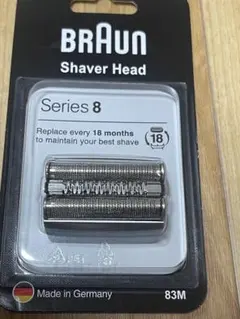 BRAUN
Shaver Head
Series 8
Replace every 18 months
to maintain your best shave
18
Made in Germany
83M